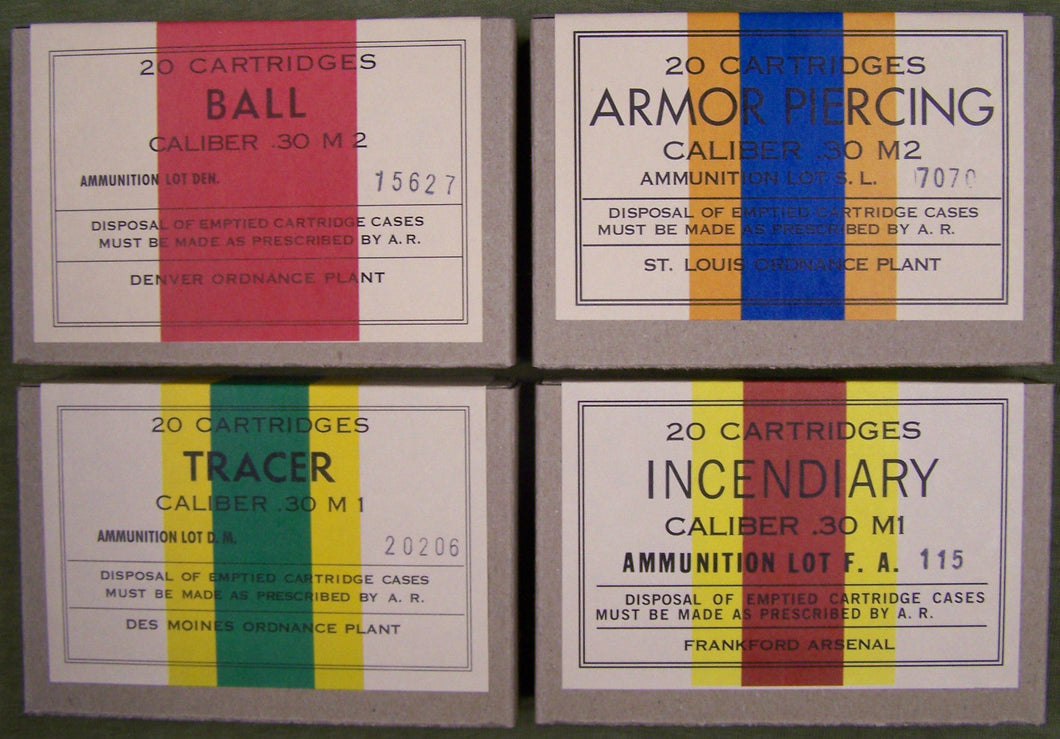 20 CARTRIDGES
BALL
CALIBER .30 M 2
AMMUNITION LOT DEN. 15627
DISPOSAL OF EMPTIED CARTRIDGE CASES
MUST BE MADE AS PRESCRIBED BY A. R.
DENVER ORDNANCE PLANT
20 CARTRIDGES
ARMOR PIERCING
CALIBER .30 M2
AMMUNITION LOT S. L.
DISPOSAL OF EMPTIED CARTRIDGE CASES
MUST BE MADE AS PRESCRIBED BY A. R.
ST. LOUIS ORDNANCE PLANT
20 CARTRIDGES
TRACER
CALIBER .30 M 1
AMMUNITION LOT D. M. 20206
DISPOSAL OF EMPTIED CARTRIDGE CASES
MUST BE MADE AS PRESCRIBED BY A. R.
DES MOINES ORDNANCE PLANT
20 CARTRIDGES
INCENDIARY
CALIBER .30 M1
AMMUNITION LOT F. A. 115
DISPOSAL OF EMPTIED CARTRIDGE CASES
MUST BE MADE AS PRESCRIBED BY A. R.
FRANKFORD ARSENAL